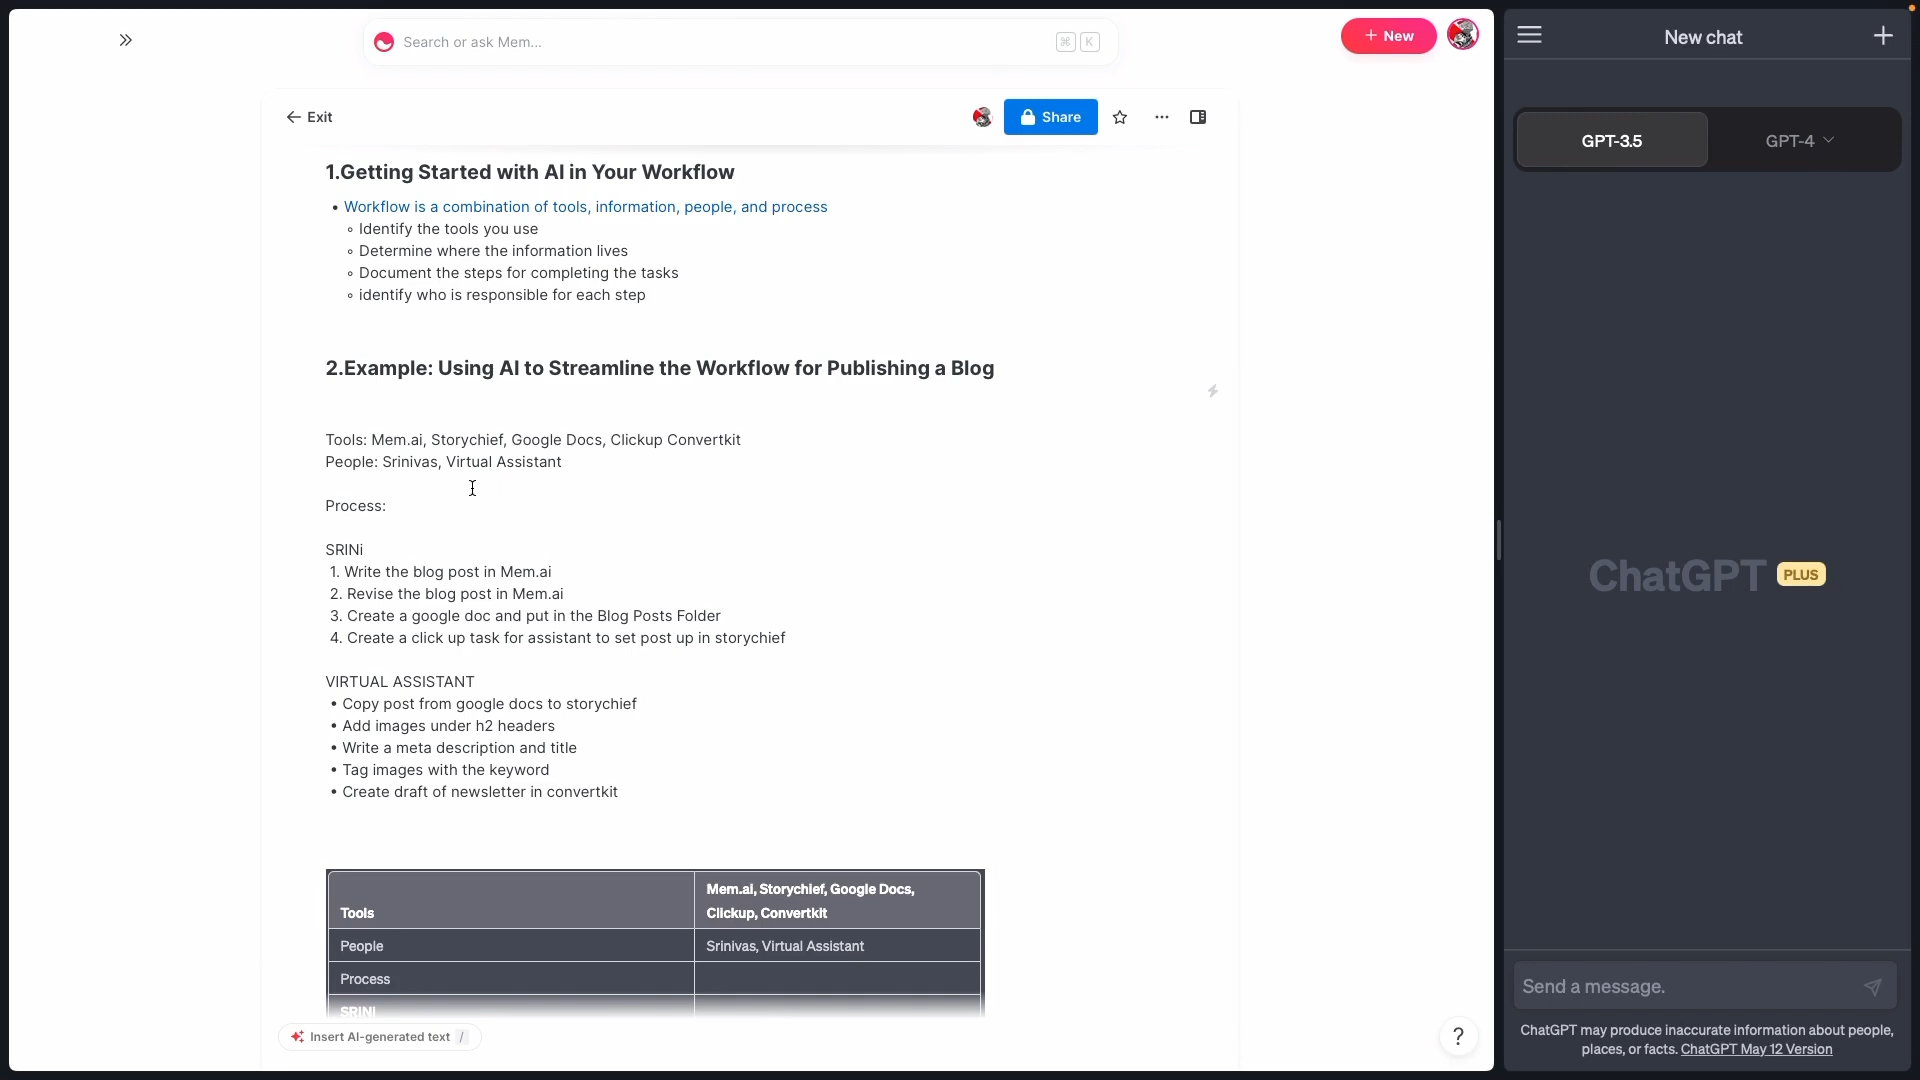 Search or ask Mem...
⌘ K
+ New
New chat
← Exit
Share
GPT-3.5
GPT-4
1.Getting Started with AI in Your Workflow
• Workflow is a combination of tools, information, people, and process
◦ Identify the tools you use
◦ Determine where the information lives
◦ Document the steps for completing the tasks
◦ identify who is responsible for each step
2.Example: Using AI to Streamline the Workflow for Publishing a Blog
Tools: Mem.ai, Storychief, Google Docs, Clickup Convertkit
People: Srinivas, Virtual Assistant
Process:
SRINi
1. Write the blog post in Mem.ai
2. Revise the blog post in Mem.ai
3. Create a google doc and put in the Blog Posts Folder
4. Create a click up task for assistant to set post up in storychief
VIRTUAL ASSISTANT
• Copy post from google docs to storychief
• Add images under h2 headers
• Write a meta description and title
• Tag images with the keyword
• Create draft of newsletter in convertkit
Mem.ai, Storychief, Google Docs,
Tools Clickup, Convertkit
People Srinivas, Virtual Assistant
Process
SRINI
Insert AI-generated text /
?
ChatGPT PLUS
Send a message.
ChatGPT may produce inaccurate information about people,
places, or facts. ChatGPT May 12 Version